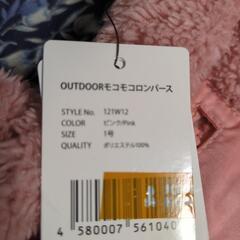 OUTDOORモコモコロンパース
STYLE No. 121W12
COLOR ピンク/Pink
SIZE 1号
QUALITY ポリエステル100%
4 580007 561040